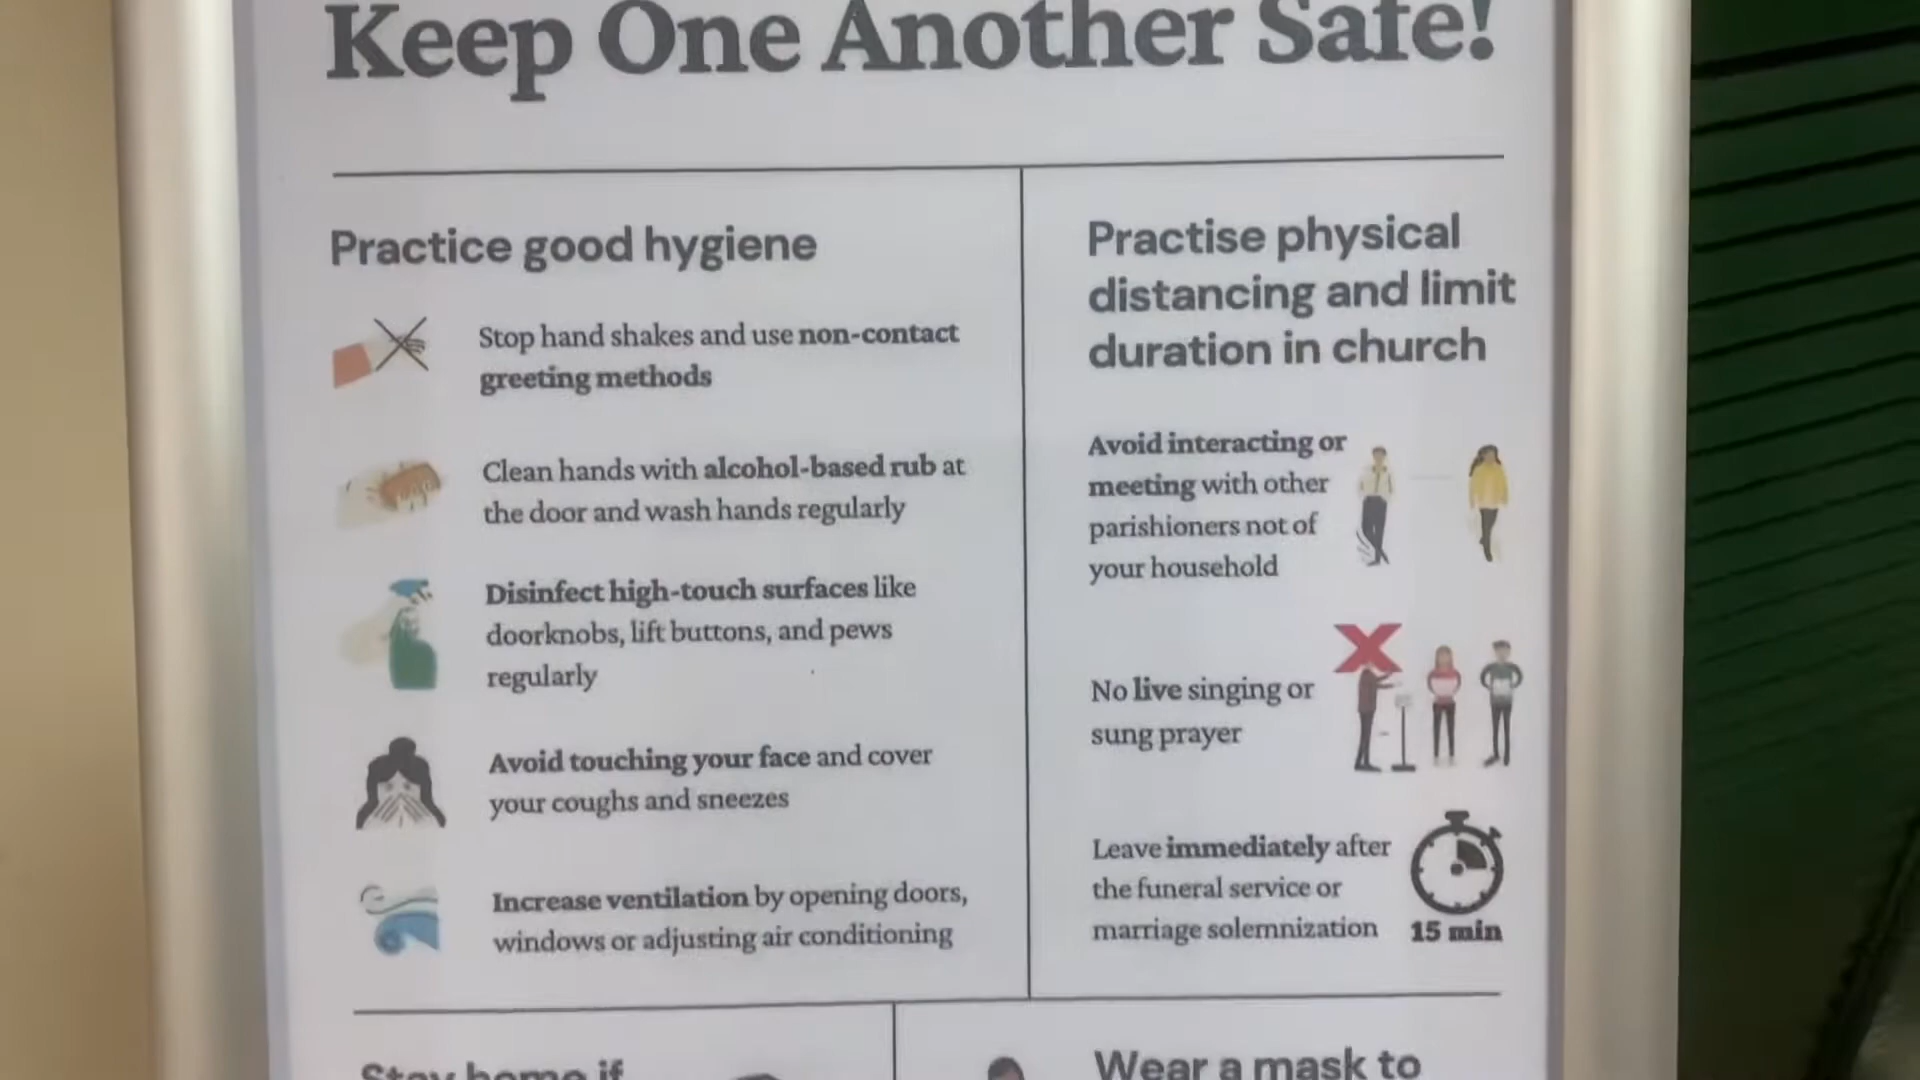 Keep One Another Safe!
Practice good hygiene
Stop hand shakes and use non-contact
greeting methods
Clean hands with alcohol-based rub at
the door and wash hands regularly
Disinfect high-touch surfaces like
doorknobs, lift buttons, and pews
regularly
Avoid touching your face and cover
your coughs and sneezes
Increase ventilation by opening doors,
windows or adjusting air conditioning
Practise physical
distancing and limit
duration in church
Avoid interacting or
meeting with other
parishioners not of
your household
No live singing or
sung prayer
Leave immediately after
the funeral service or
marriage solemnization
15 min
Stay home if
Wear a mask to